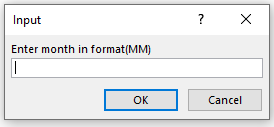 Input ?
Enter month in format(MM)
OK Cancel